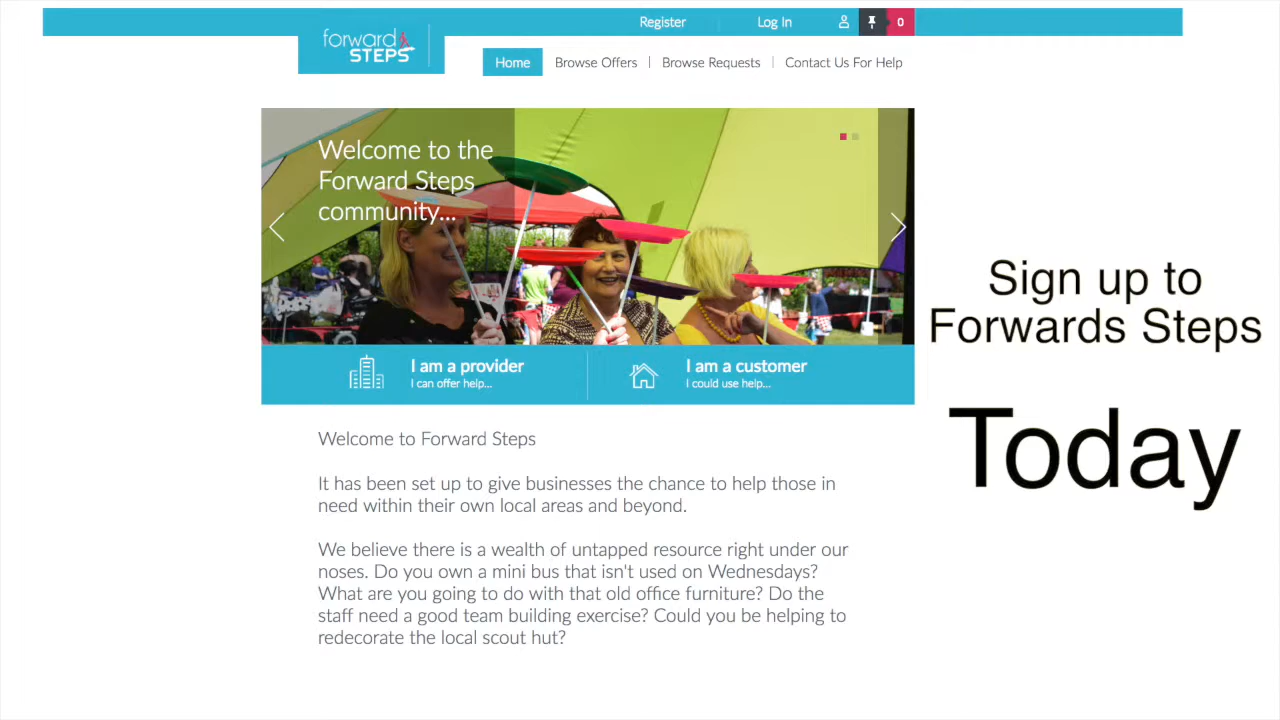 Register
Log In
0
forward
STEPS
Home
Browse Offers
Browse Requests
Contact Us For Help
Welcome to the
Forward Steps
community...
I am a provider
I can offer help...
I am a customer
I could use help...
Sign up to
Forwards Steps
Today
Welcome to Forward Steps
It has been set up to give businesses the chance to help those in
need within their own local areas and beyond.
We believe there is a wealth of untapped resource right under our
noses. Do you own a mini bus that isn't used on Wednesdays?
What are you going to do with that old office furniture? Do the
staff need a good team building exercise? Could you be helping to
redecorate the local scout hut?